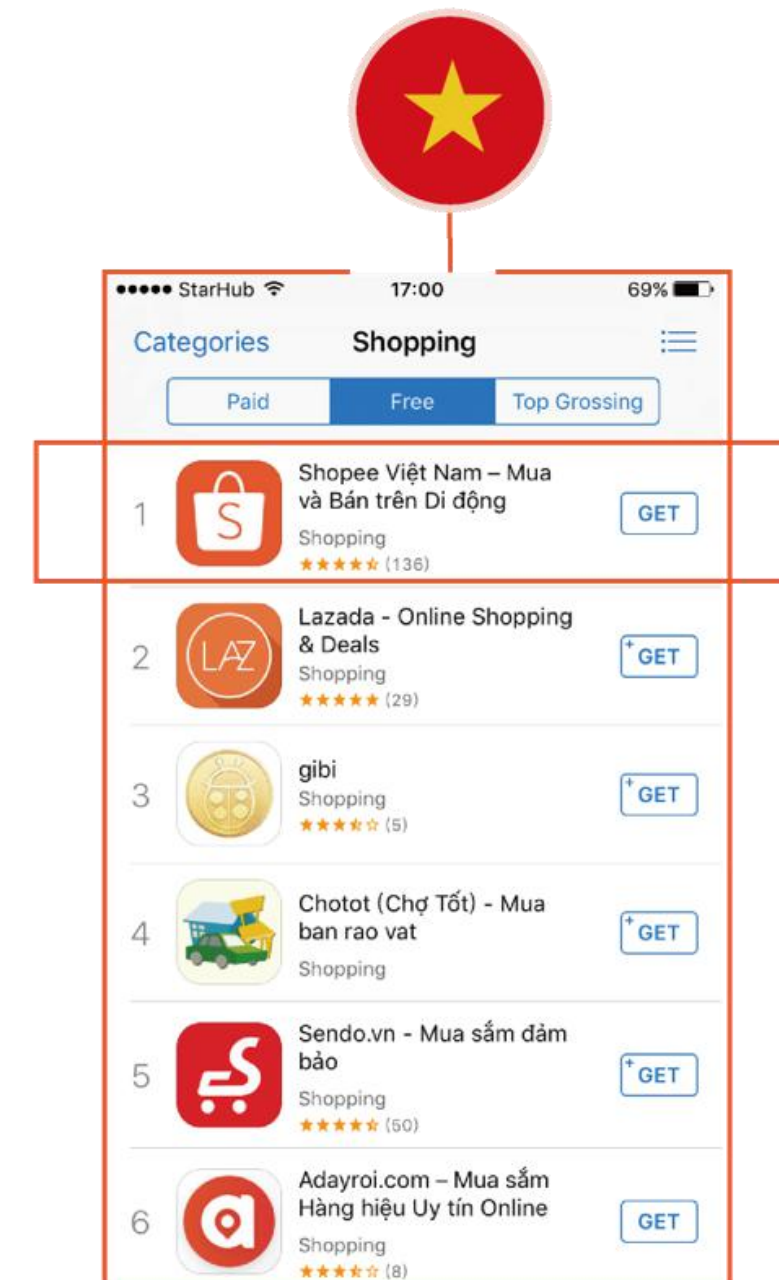 StarHub 17:00 69%
Categories Shopping
Paid Free Top Grossing
1
S
Shopee Việt Nam – Mua
và Bán trên Di động
Shopping
(136)
GET
2
LAZ
Lazada - Online Shopping
& Deals
Shopping
(29)
+GET
3
gibi
Shopping
(5)
+GET
4
Chotot (Chợ Tốt) - Mua
ban rao vat
Shopping
+GET
5
S
Sendo.vn - Mua sắm đảm
bảo
Shopping
(50)
+GET
6
a
Adayroi.com – Mua sắm
Hàng hiệu Uy tín Online
Shopping
(8)
GET